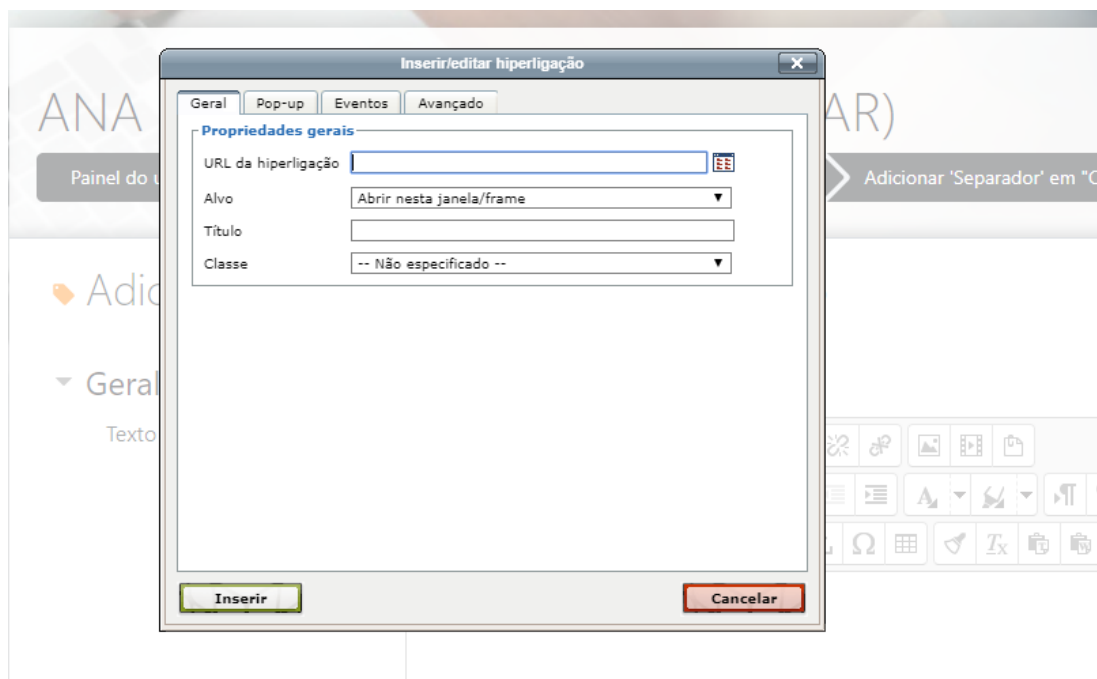 Inserir/editar hiperligação
ANA AR)
Geral Pop-up Eventos Avançado
Propriedades gerais
URL da hiperligação
Painel do Adicionar 'Separador' em "
Alvo Abrir nesta janela/frame
Título
Classe -- Não especificado --
Adic
Geral
Texto
Inserir Cancelar